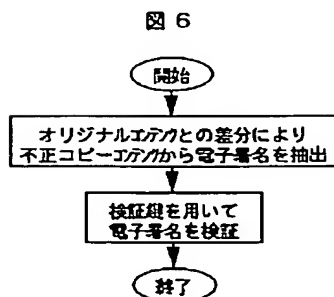 図 6
開始
オリジナルコンテンツとの差分により
不正コピーコンテンツから電子署名を抽出
検証鍵を用いて
電子署名を検証
終了